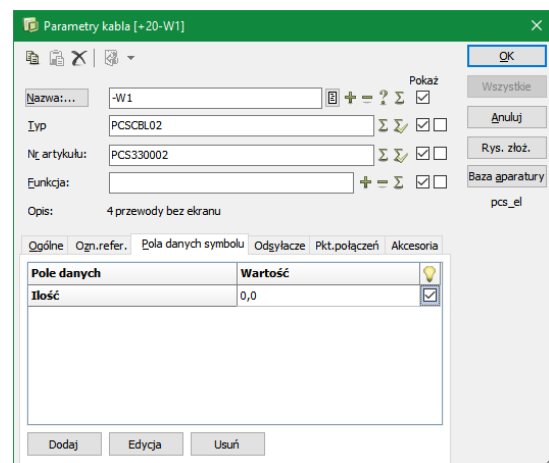 Parametry kabla [+20-W1]
OK
Pokaż
Nazwa:...
-W1
Wszystkie
Typ
PCSCBL02
Anuluj
Nr artykułu:
PCS330002
Rys. złoż.
Funkcja:
Baza aparatury
Opis:
4 przewody bez ekranu
pcs_el
Ogólne Ozn.refer. Pola danych symbolu Odsyłacze Pkt.połączeń Akcesoria
Pole danych Wartość
Ilość 0,0
Dodaj Edycja Usuń